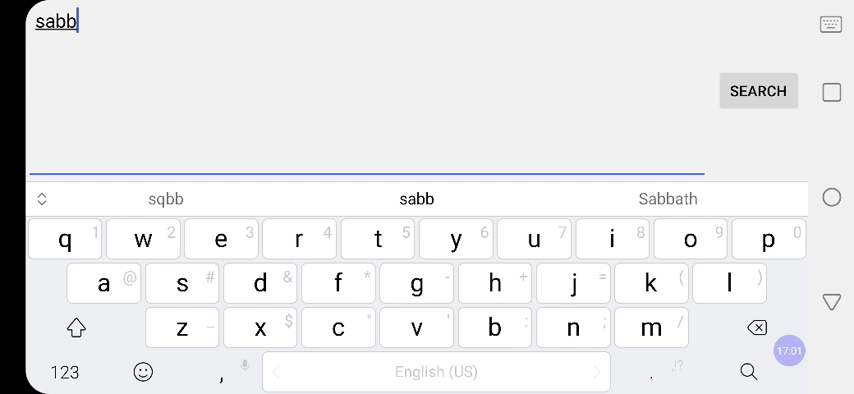 sabb
SEARCH
sqbb sabb Sabbath
q 1 w 2 e 3 r 4 t 5 y 6 u 7 i 8 o 9 p 0
a @ s # d & f * g - h + j = k ( l )
z _ x $ c " v ' b : n ; m /
17:01
123 , < English (US) > . ,!?